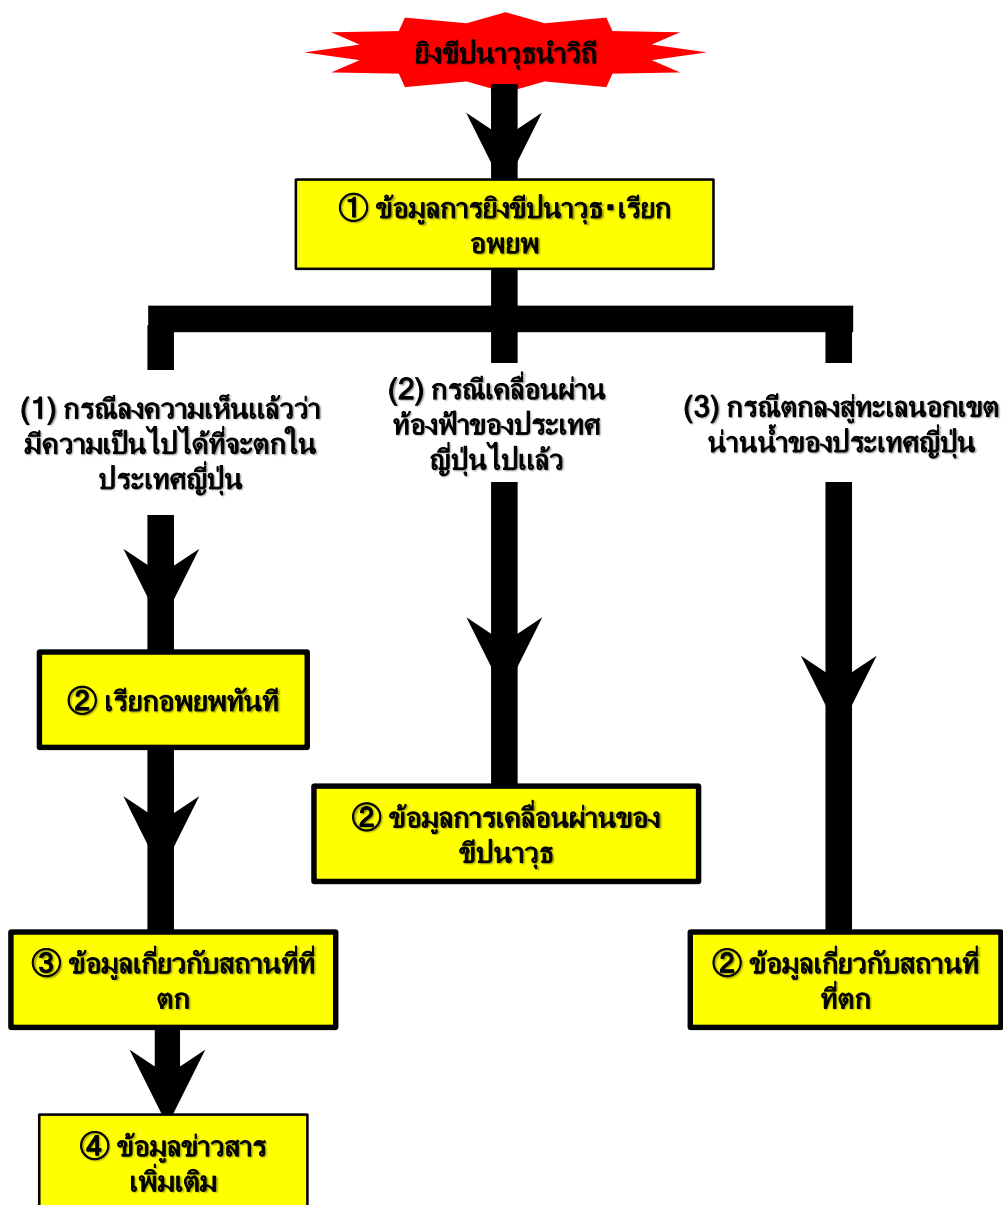 ยิงขีปนาวุธนำวิถี
① ข้อมูลการยิงขีปนาวุธ・เรียก
อพยพ
(1) กรณีลงความเห็นแล้วว่า
มีความเป็นไปได้ที่จะตกใน
ประเทศญี่ปุ่น
(2) กรณีเคลื่อนผ่าน
ท้องฟ้าของประเทศ
ญี่ปุ่นไปแล้ว
(3) กรณีตกลงสู่ทะเลนอกเขต
น่านน้ำของประเทศญี่ปุ่น
② เรียกอพยพทันที
② ข้อมูลการเคลื่อนผ่านของ
ขีปนาวุธ
③ ข้อมูลเกี่ยวกับสถานที่ที่
ตก
② ข้อมูลเกี่ยวกับสถานที่
ที่ตก
④ ข้อมูลข่าวสาร
เพิ่มเติม